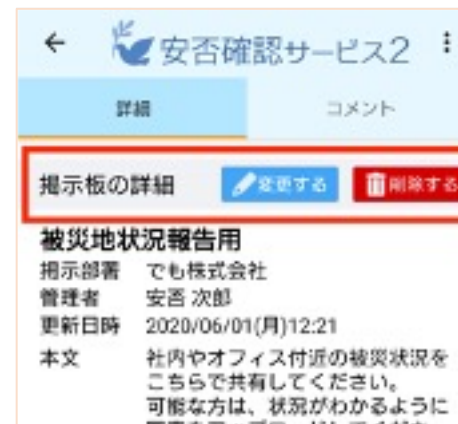 安否確認サービス2
詳細 コメント
掲示板の詳細 変更する 削除する
被災地状況報告用
掲示部署 でも株式会社
管理者 安否 次郎
更新日時 2020/06/01(月)12:21
本文 社内やオフィス付近の被災状況を
こちらで共有してください。
可能な方は、状況がわかるように